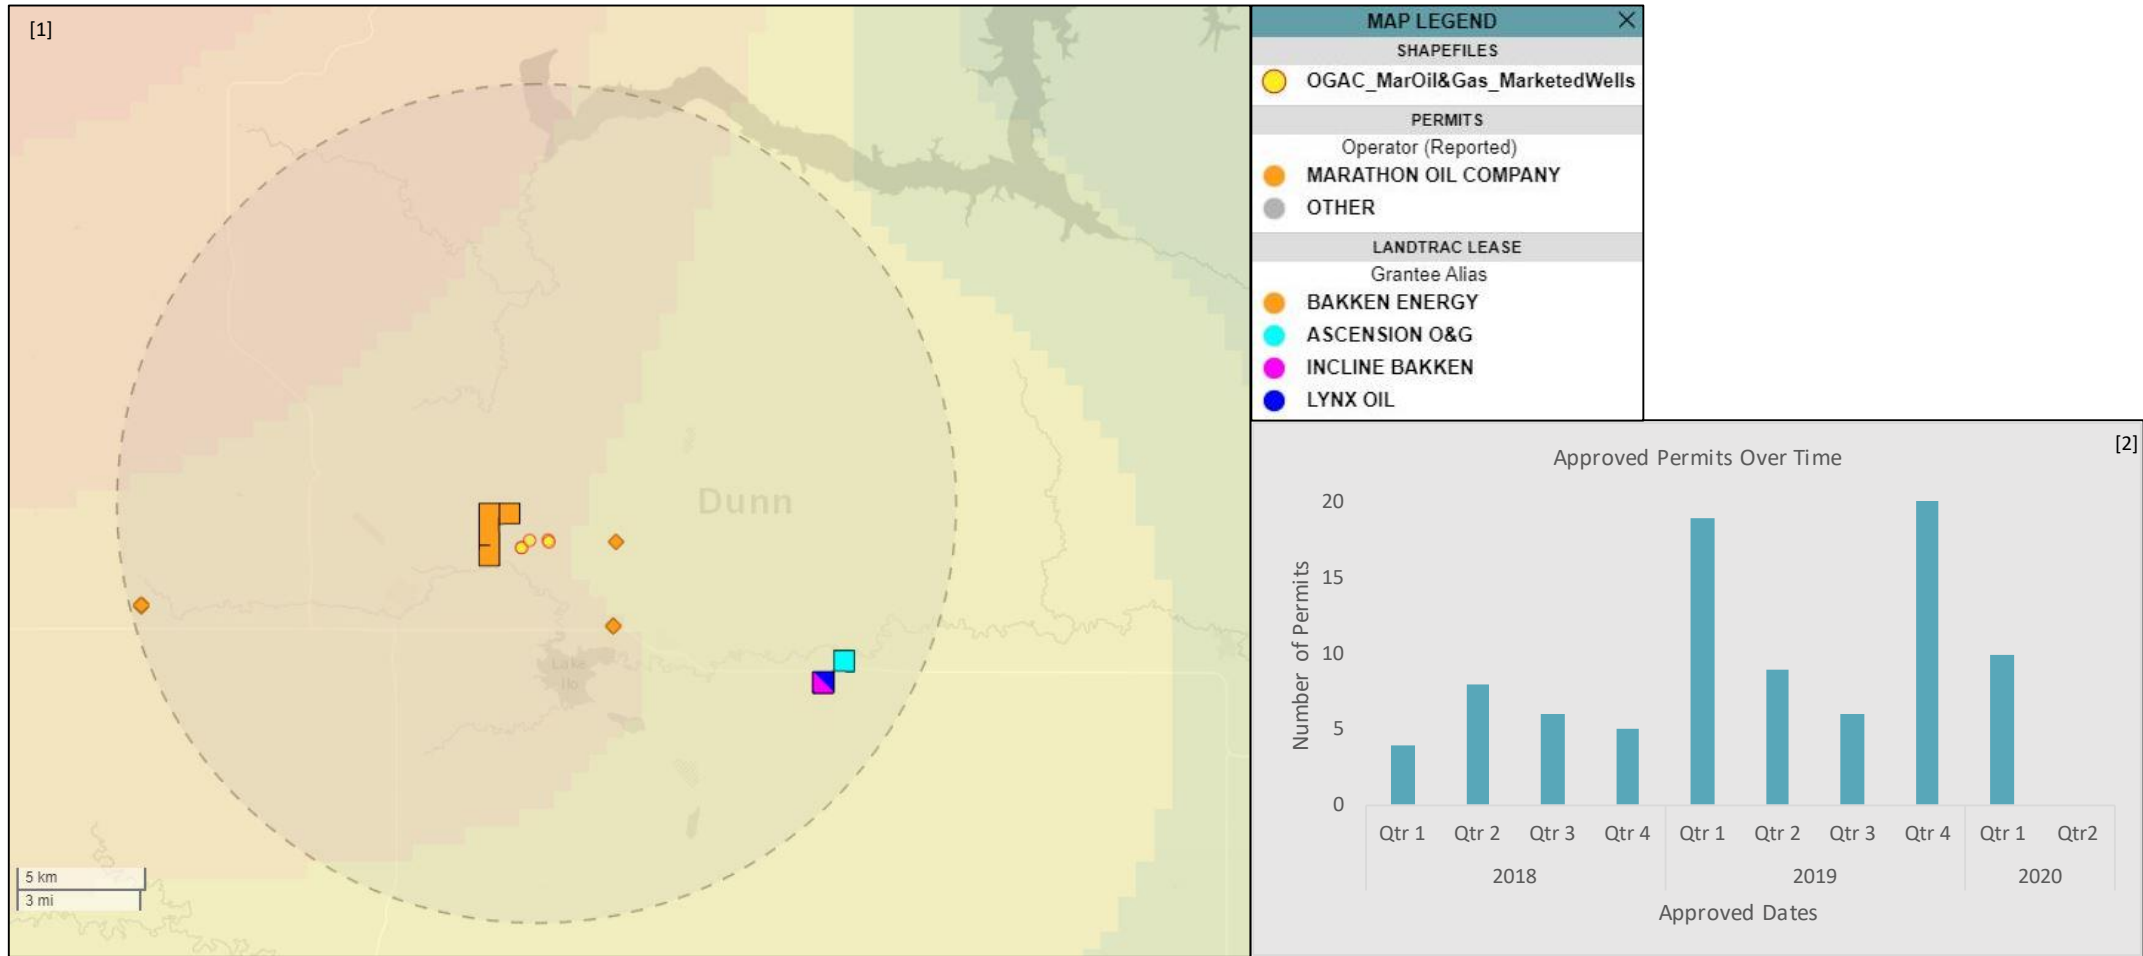 [1]
Dunn
Lake
Ilo
5 km
3 mi
MAP LEGEND
SHAPEFILES
OGAC_MarOil&Gas_MarketedWells
PERMITS
Operator (Reported)
MARATHON OIL COMPANY
OTHER
LANDTRAC LEASE
Grantee Alias
BAKKEN ENERGY
ASCENSION O&G
INCLINE BAKKEN
LYNX OIL
[2]
Approved Permits Over Time
Number of Permits
20
15
10
5
0
Qtr 1 Qtr 2 Qtr 3 Qtr 4 Qtr 1 Qtr 2 Qtr 3 Qtr 4 Qtr 1 Qtr2
2018 2019 2020
Approved Dates